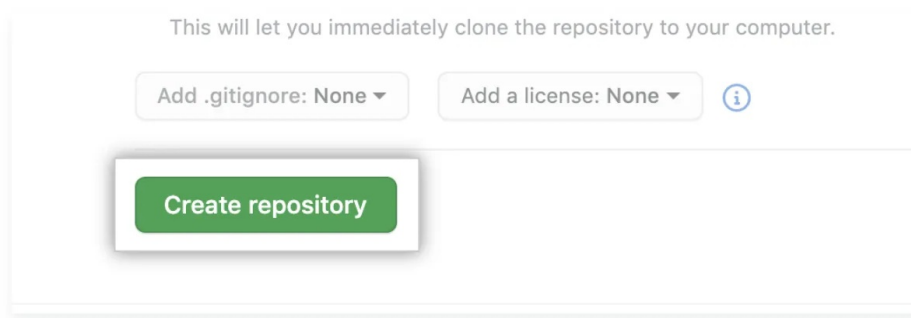 This will let you immediately clone the repository to your computer.
Add .gitignore: None Add a license: None
Create repository